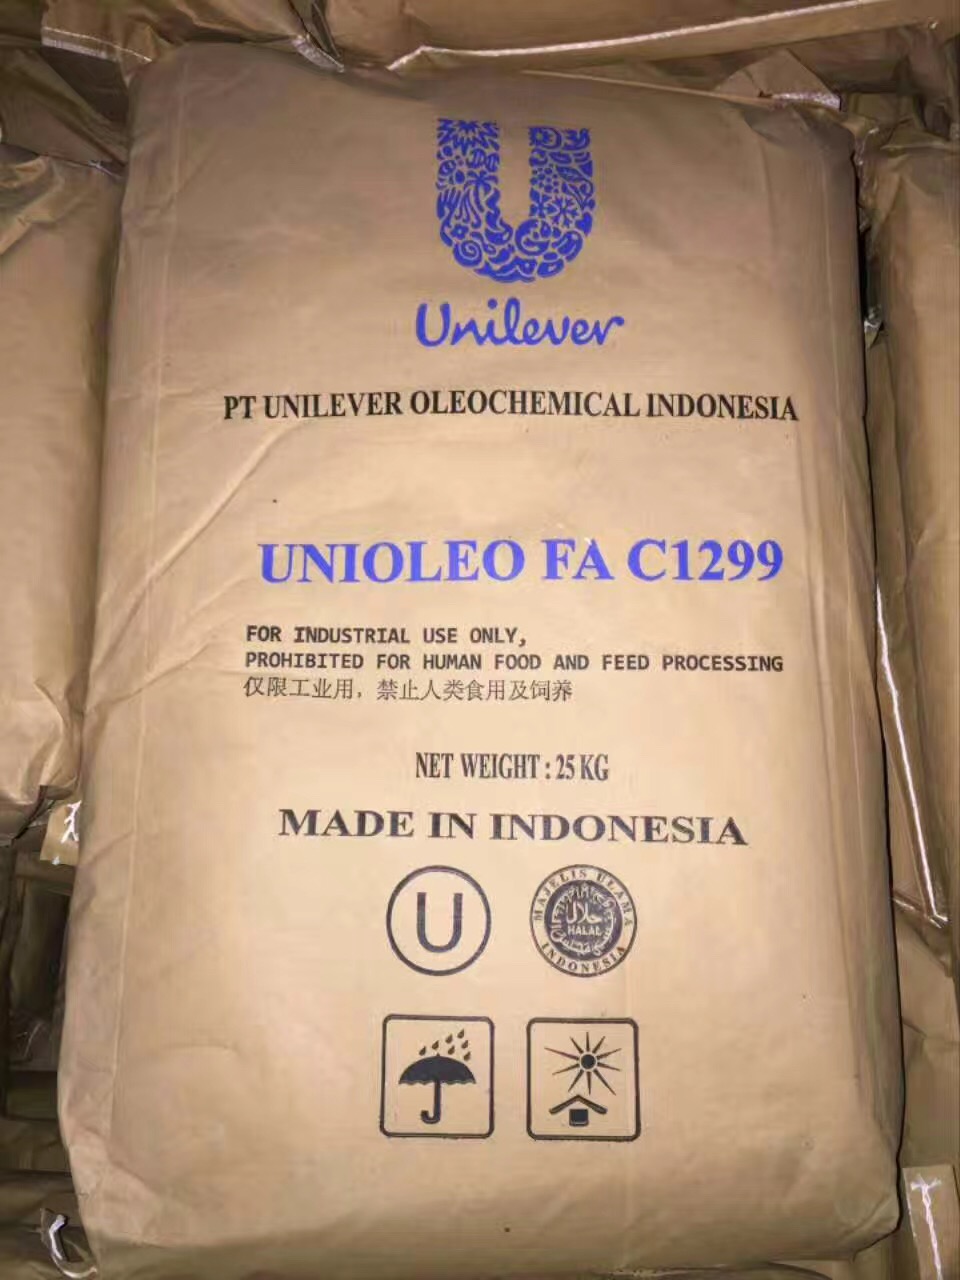 U
Unilever
PT UNILEVER OLEOCHEMICAL INDONESIA
UNIOLEO FA C1299
FOR INDUSTRIAL USE ONLY,
PROHIBITED FOR HUMAN FOOD AND FEED PROCESSING
仅限工业用，禁止人类食用及饲养
NET WEIGHT : 25 KG
MADE IN INDONESIA
U
MAJELIS ULAMA
حلال
HALAL
INDONESIA